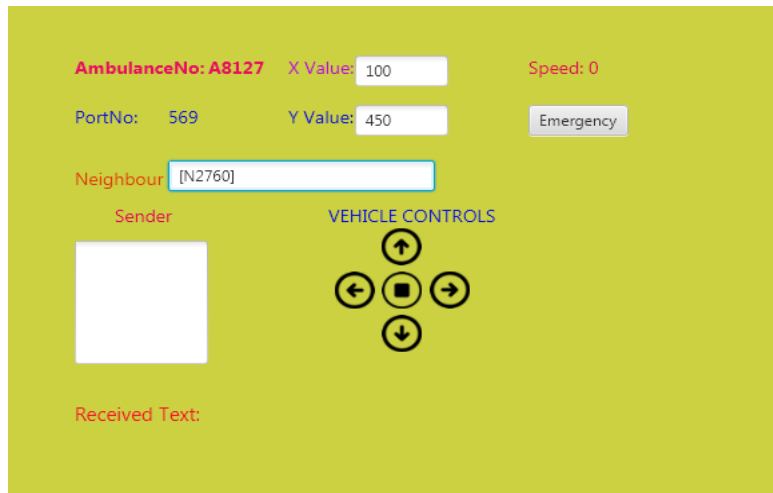 AmbulanceNo: A8127 X Value: 100 Speed: 0
PortNo: 569 Y Value: 450 Emergency
Neighbour [N2760]
Sender VEHICLE CONTROLS
Received Text: